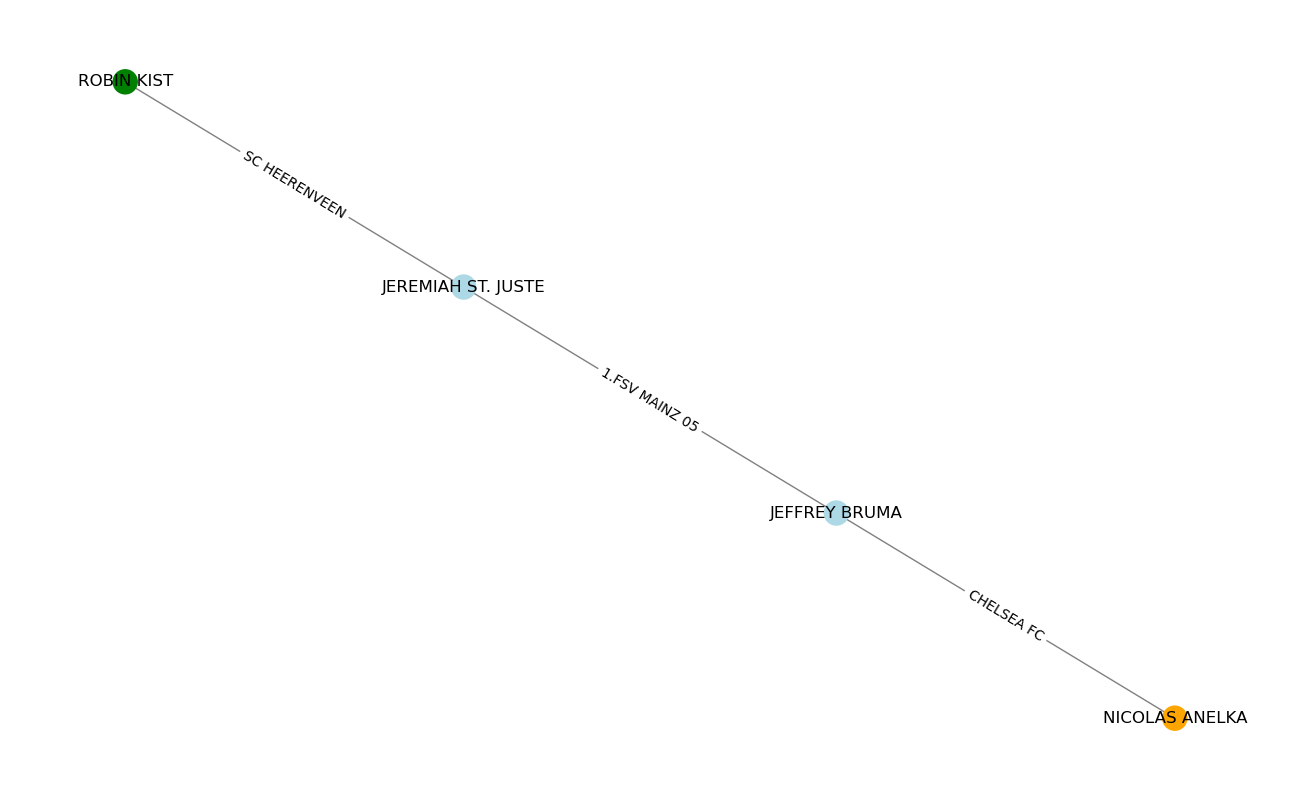 ROBIN KIST
SC HEERENVEEN
JEREMIAH ST. JUSTE
1.FSV MAINZ 05
JEFFREY BRUMA
CHELSEA FC
NICOLAS ANELKA